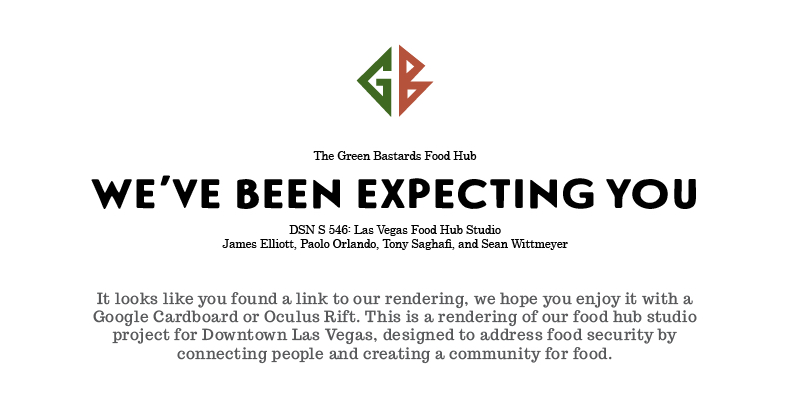 GB
The Green Bastards Food Hub
WE'VE BEEN EXPECTING YOU
DSN S 546: Las Vegas Food Hub Studio
James Elliott, Paolo Orlando, Tony Saghafi, and Sean Wittmeyer
It looks like you found a link to our rendering, we hope you enjoy it with a
Google Cardboard or Oculus Rift. This is a rendering of our food hub studio
project for Downtown Las Vegas, designed to address food security by
connecting people and creating a community for food.